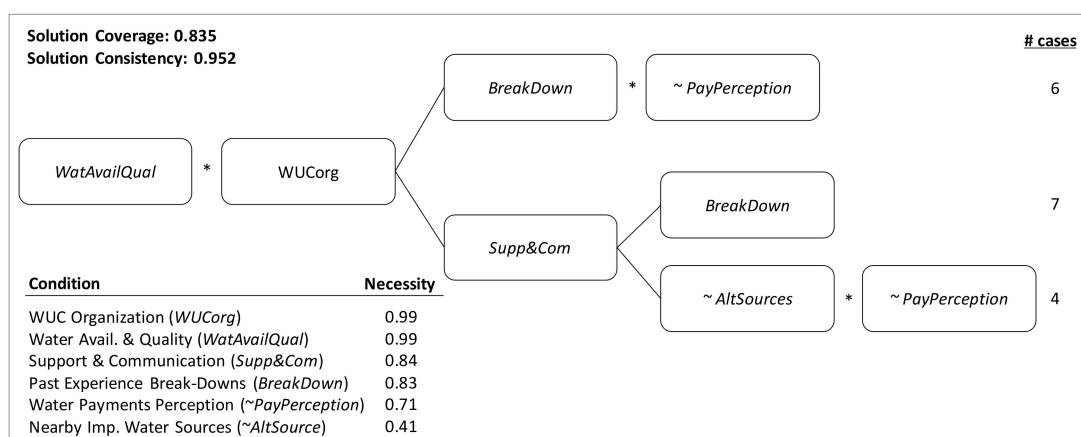 Solution Coverage: 0.835
Solution Consistency: 0.952
# cases
BreakDown * ~ PayPerception 6
WatAvailQual * WUCorg
BreakDown 7
Supp&Com
~ AltSources * ~ PayPerception 4
Condition Necessity
WUC Organization (WUCorg) 0.99
Water Avail. & Quality (WatAvailQual) 0.99
Support & Communication (Supp&Com) 0.84
Past Experience Break-Downs (BreakDown) 0.83
Water Payments Perception (~PayPerception) 0.71
Nearby Imp. Water Sources (~AltSource) 0.41